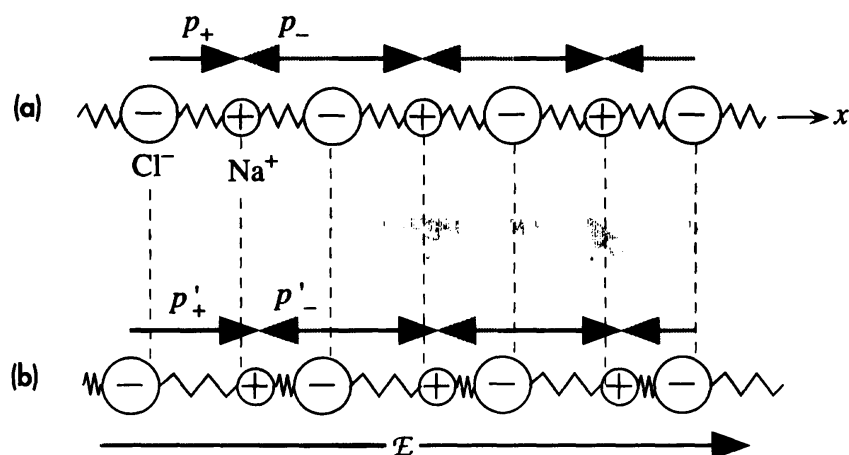 p₊ p₋
(a)
− + − + − + − → x
Cl⁻ Na⁺
p'₊ p'₋
(b)
− + − + − + −
ℰ